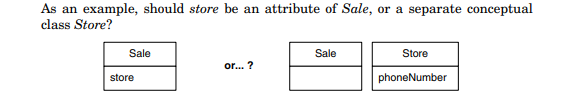 As an example, should store be an attribute of Sale, or a separate conceptual
class Store?
Sale
store
or... ?
Sale
Store
phoneNumber